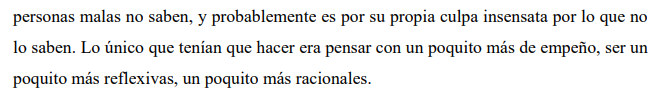 personas malas no saben, y probablemente es por su propia culpa insensata por lo que no
lo saben. Lo único que tenían que hacer era pensar con un poquito más de empeño, ser un
poquito más reflexivas, un poquito más racionales.